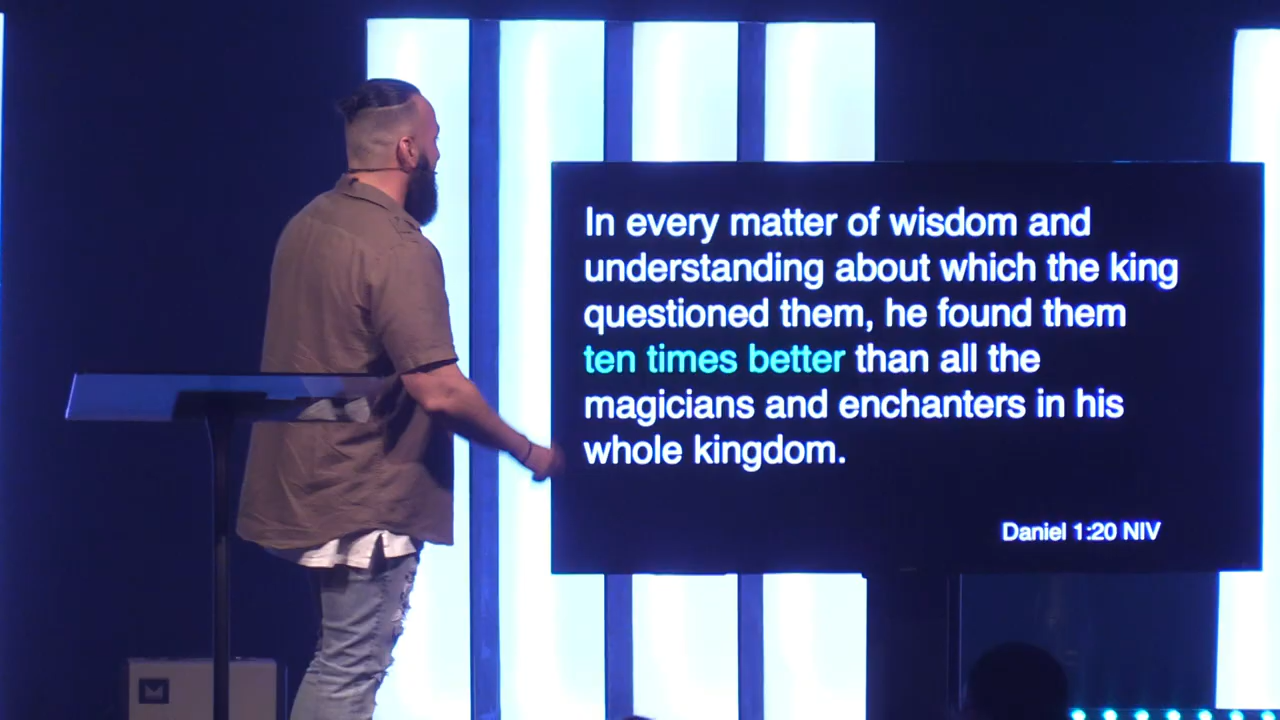 In every matter of wisdom and
understanding about which the king
questioned them, he found them
ten times better than all the
magicians and enchanters in his
whole kingdom.
Daniel 1:20 NIV